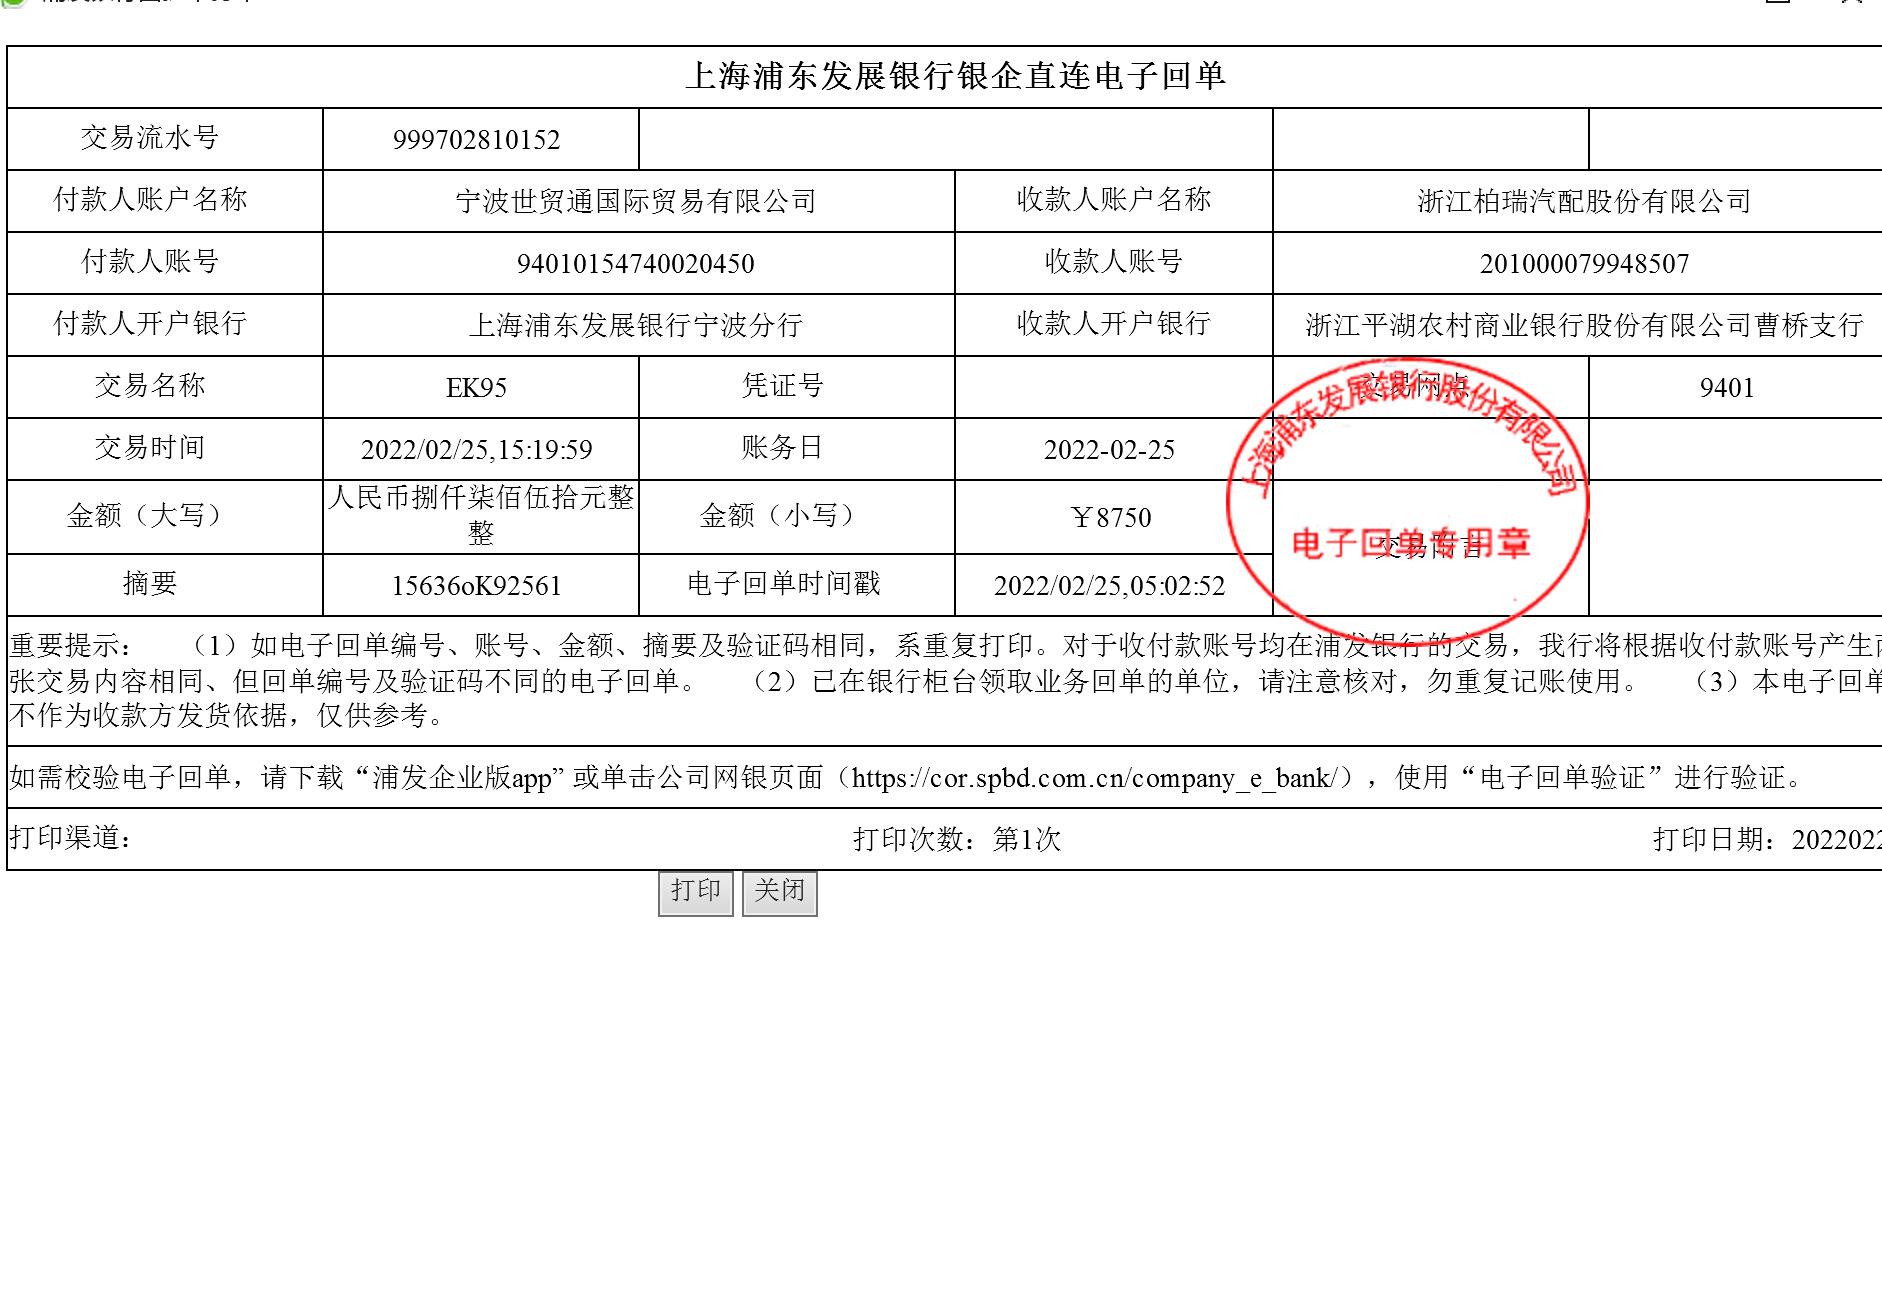 上海浦东发展银行银企直连电子回单
交易流水号 999702810152
付款人账户名称 宁波世贸通国际贸易有限公司 收款人账户名称 浙江柏瑞汽配股份有限公司
付款人账号 94010154740020450 收款人账号 201000079948507
付款人开户银行 上海浦东发展银行宁波分行 收款人开户银行 浙江平湖农村商业银行股份有限公司曹桥支行
交易名称 EK95 凭证号 交易网点 9401
上海浦东发展银行股份有限公司
交易时间 2022/02/25,15:19:59 账务日 2022-02-25
金额（大写） 人民币捌仟柒佰伍拾元整
整 金额（小写） ￥8750
电子回单专用章
交易附言
摘要 15636oK92561 电子回单时间戳 2022/02/25,05:02:52
重要提示： （1）如电子回单编号、账号、金额、摘要及验证码相同，系重复打印。对于收付款账号均在浦发银行的交易，我行将根据收付款账号产生
张交易内容相同、但回单编号及验证码不同的电子回单。 （2）已在银行柜台领取业务回单的单位，请注意核对，勿重复记账使用。 （3）本电子回单
不作为收款方发货依据，仅供参考。
如需校验电子回单，请下载“浦发企业版app” 或单击公司网银页面（https://cor.spbd.com.cn/company_e_bank/），使用“电子回单验证”进行验证。
打印渠道： 打印次数：第1次 打印日期：2022022
打印 关闭